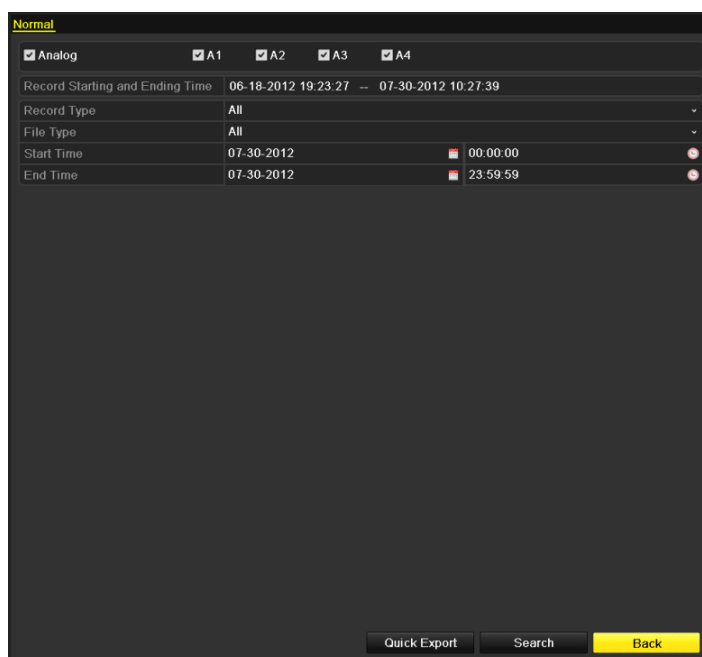 Normal
Analog A1 A2 A3 A4
Record Starting and Ending Time 06-18-2012 19:23:27 -- 07-30-2012 10:27:39
Record Type All
File Type All
Start Time 07-30-2012 00:00:00
End Time 07-30-2012 23:59:59
Quick Export Search Back